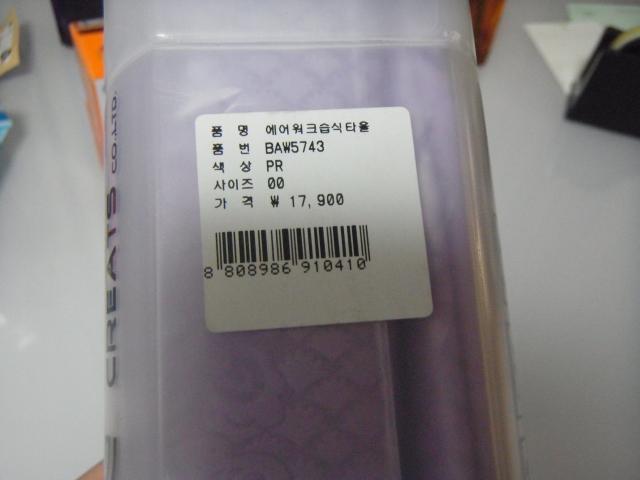 품 명 에어워크습식타올
품 번 BAW5743
색 상 PR
사이즈 00
가 격 ₩ 17,900
8 808986 910410
CREATS CO.,LTD.